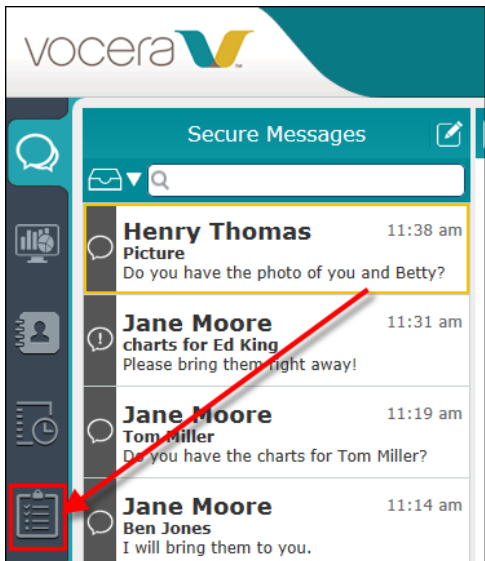 vocera
Secure Messages
Henry Thomas 11:38 am
Picture
Do you have the photo of you and Betty?
Jane Moore 11:31 am
charts for Ed King
Please bring them right away!
Jane Moore 11:19 am
Tom Miller
Do you have the charts for Tom Miller?
Jane Moore 11:14 am
Ben Jones
I will bring them to you.